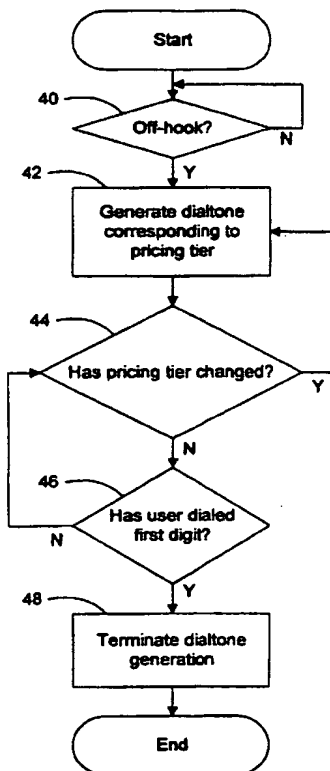 Start
40
Off-hook?
N
Y
42
Generate dialtone
corresponding to
pricing tier
44
Has pricing tier changed?
Y
N
46
Has user dialed
first digit?
N
Y
48
Terminate dialtone
generation
End